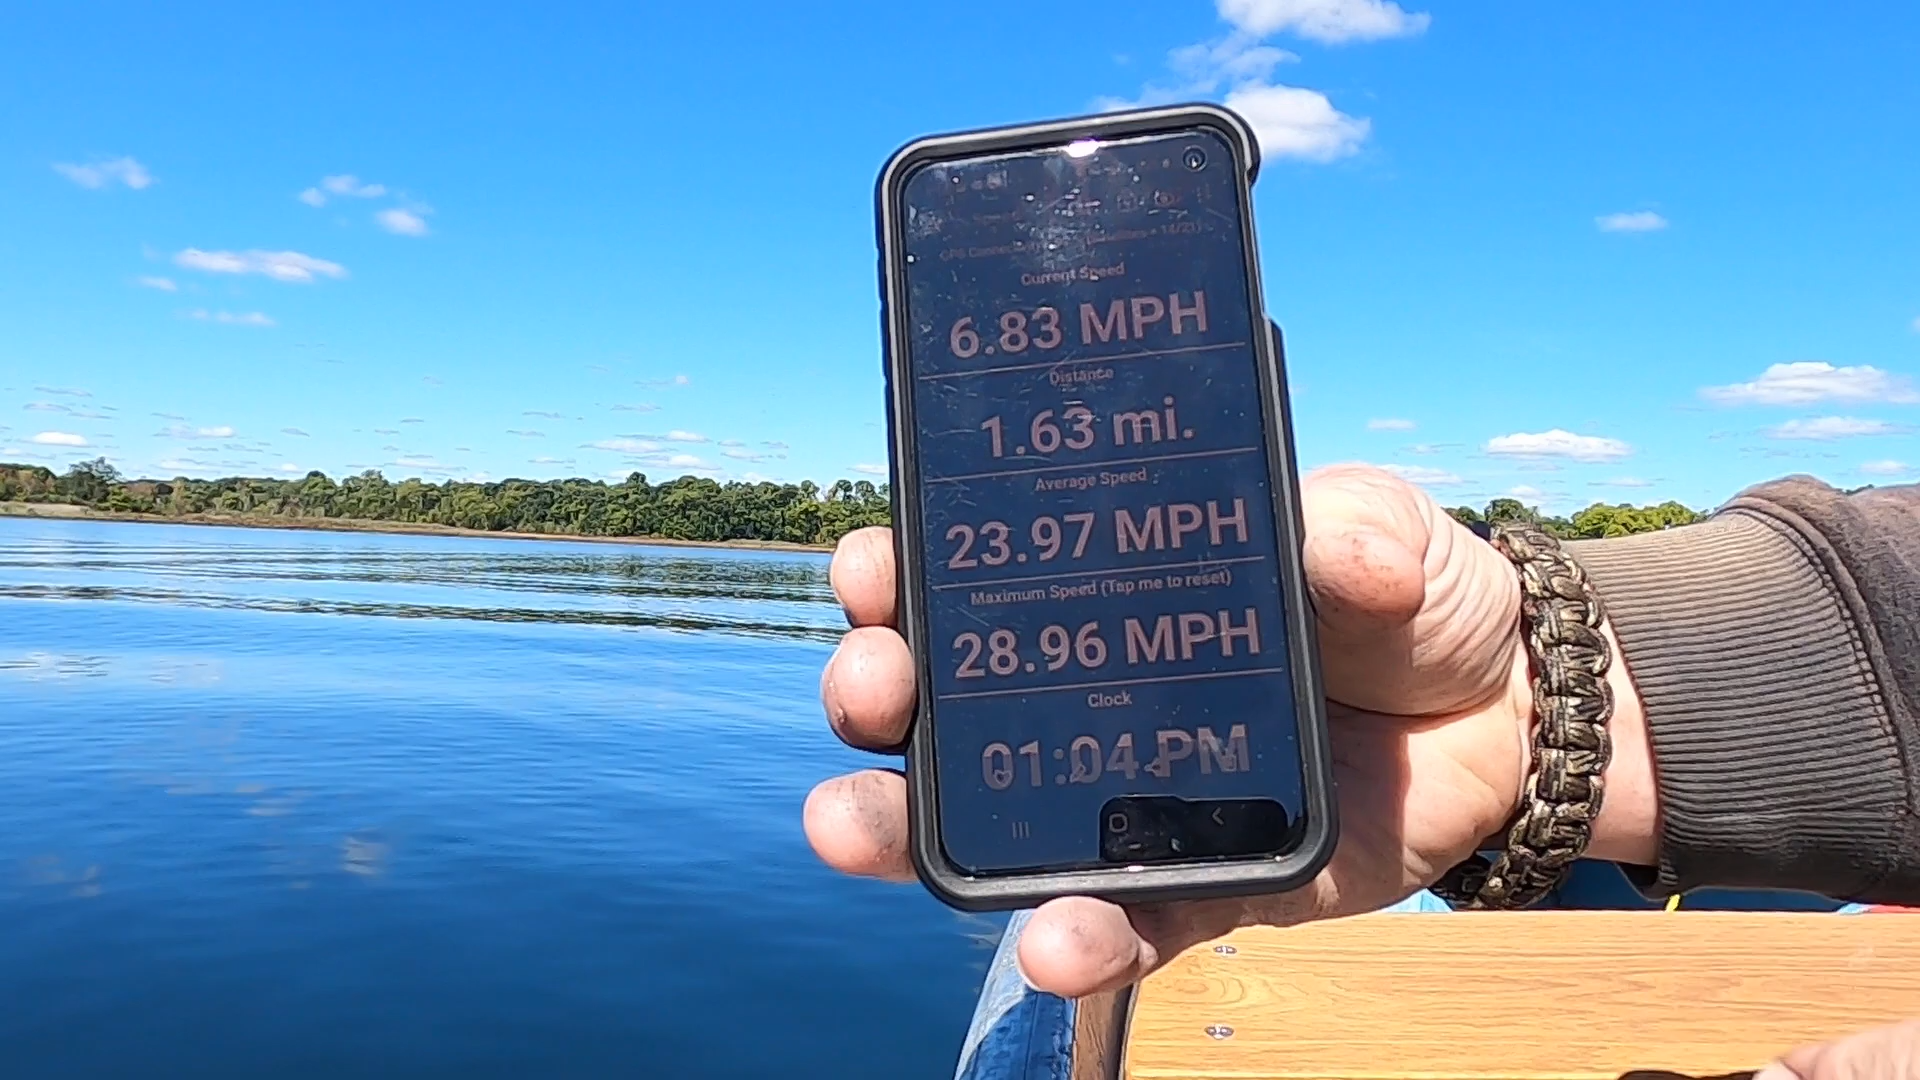 Current Speed
6.83 MPH
Distance
1.63 mi.
Average Speed
23.97 MPH
Maximum Speed (Tap me to reset)
28.96 MPH
Clock
01:04 PM